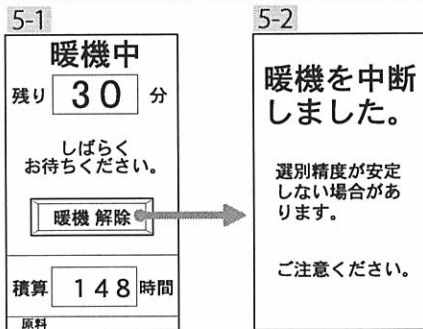 5-1
暖機中
残り 30 分
しばらく
お待ちください。
暖機 解除
積算 148 時間
原料
5-2
暖機を中断
しました。
選別精度が安定
しない場合があ
ります。
ご注意ください。